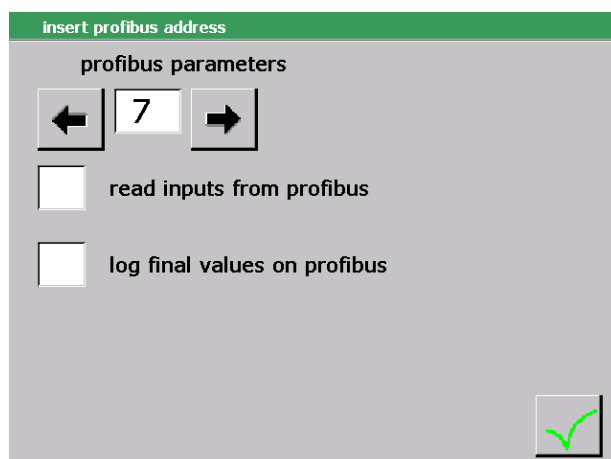 insert profibus address
profibus parameters
7
read inputs from profibus
log final values on profibus